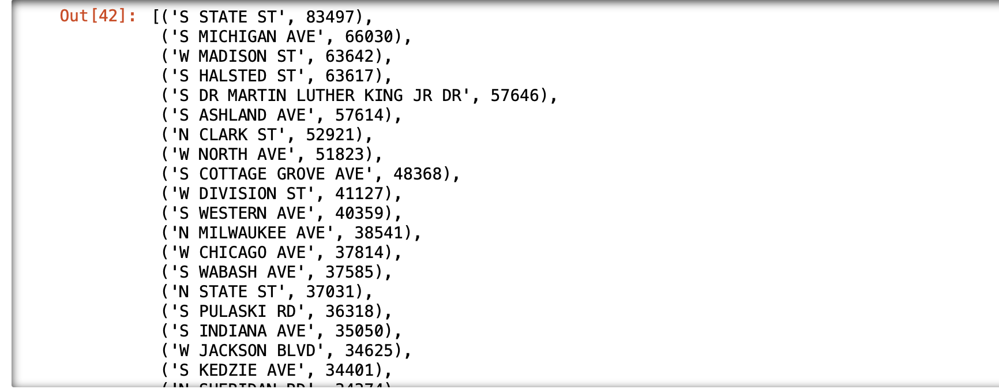 Out[42]: [('S STATE ST', 83497),
('S MICHIGAN AVE', 66030),
('W MADISON ST', 63642),
('S HALSTED ST', 63617),
('S DR MARTIN LUTHER KING JR DR', 57646),
('S ASHLAND AVE', 57614),
('N CLARK ST', 52921),
('W NORTH AVE', 51823),
('S COTTAGE GROVE AVE', 48368),
('W DIVISION ST', 41127),
('S WESTERN AVE', 40359),
('N MILWAUKEE AVE', 38541),
('W CHICAGO AVE', 37814),
('S WABASH AVE', 37585),
('N STATE ST', 37031),
('S PULASKI RD', 36318),
('S INDIANA AVE', 35050),
('W JACKSON BLVD', 34625),
('S KEDZIE AVE', 34401),
('N SHERIDAN RD',